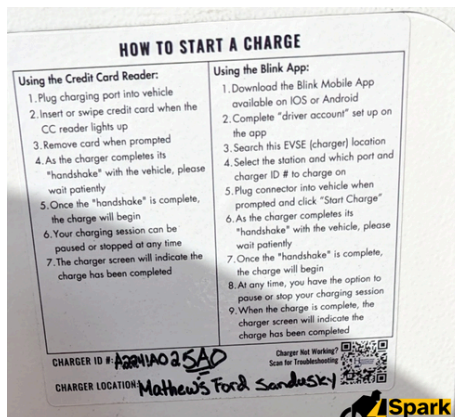 HOW TO START A CHARGE
Using the Credit Card Reader:
1. Plug charging port into vehicle
2. Insert or swipe credit card when the
CC reader lights up
3. Remove card when prompted
4. As the charger completes its
"handshake" with the vehicle, please
wait patiently
5. Once the "handshake" is complete,
the charge will begin
6. Your charging session can be
paused or stopped at any time
7. The charger screen will indicate the
charge has been completed
Using the Blink App:
1. Download the Blink Mobile App
available on IOS or Android
2. Complete "driver account" set up on
the app
3. Search this EVSE (charger) location
4. Select the station and which port and
charger ID # to charge on
5. Plug connector into vehicle when
prompted and click "Start Charge"
6. As the charger completes its
"handshake" with the vehicle, please
wait patiently
7. Once the "handshake" is complete,
the charge will begin
8. At any time, you have the option to
pause or stop your charging session
9. When the charge is complete, the
charger screen will indicate the
charge has been completed
CHARGER ID #:
CHARGER LOCATION: Mathew's Ford Sandusky
Charger Not Working?
Scan for Troubleshooting
Spark